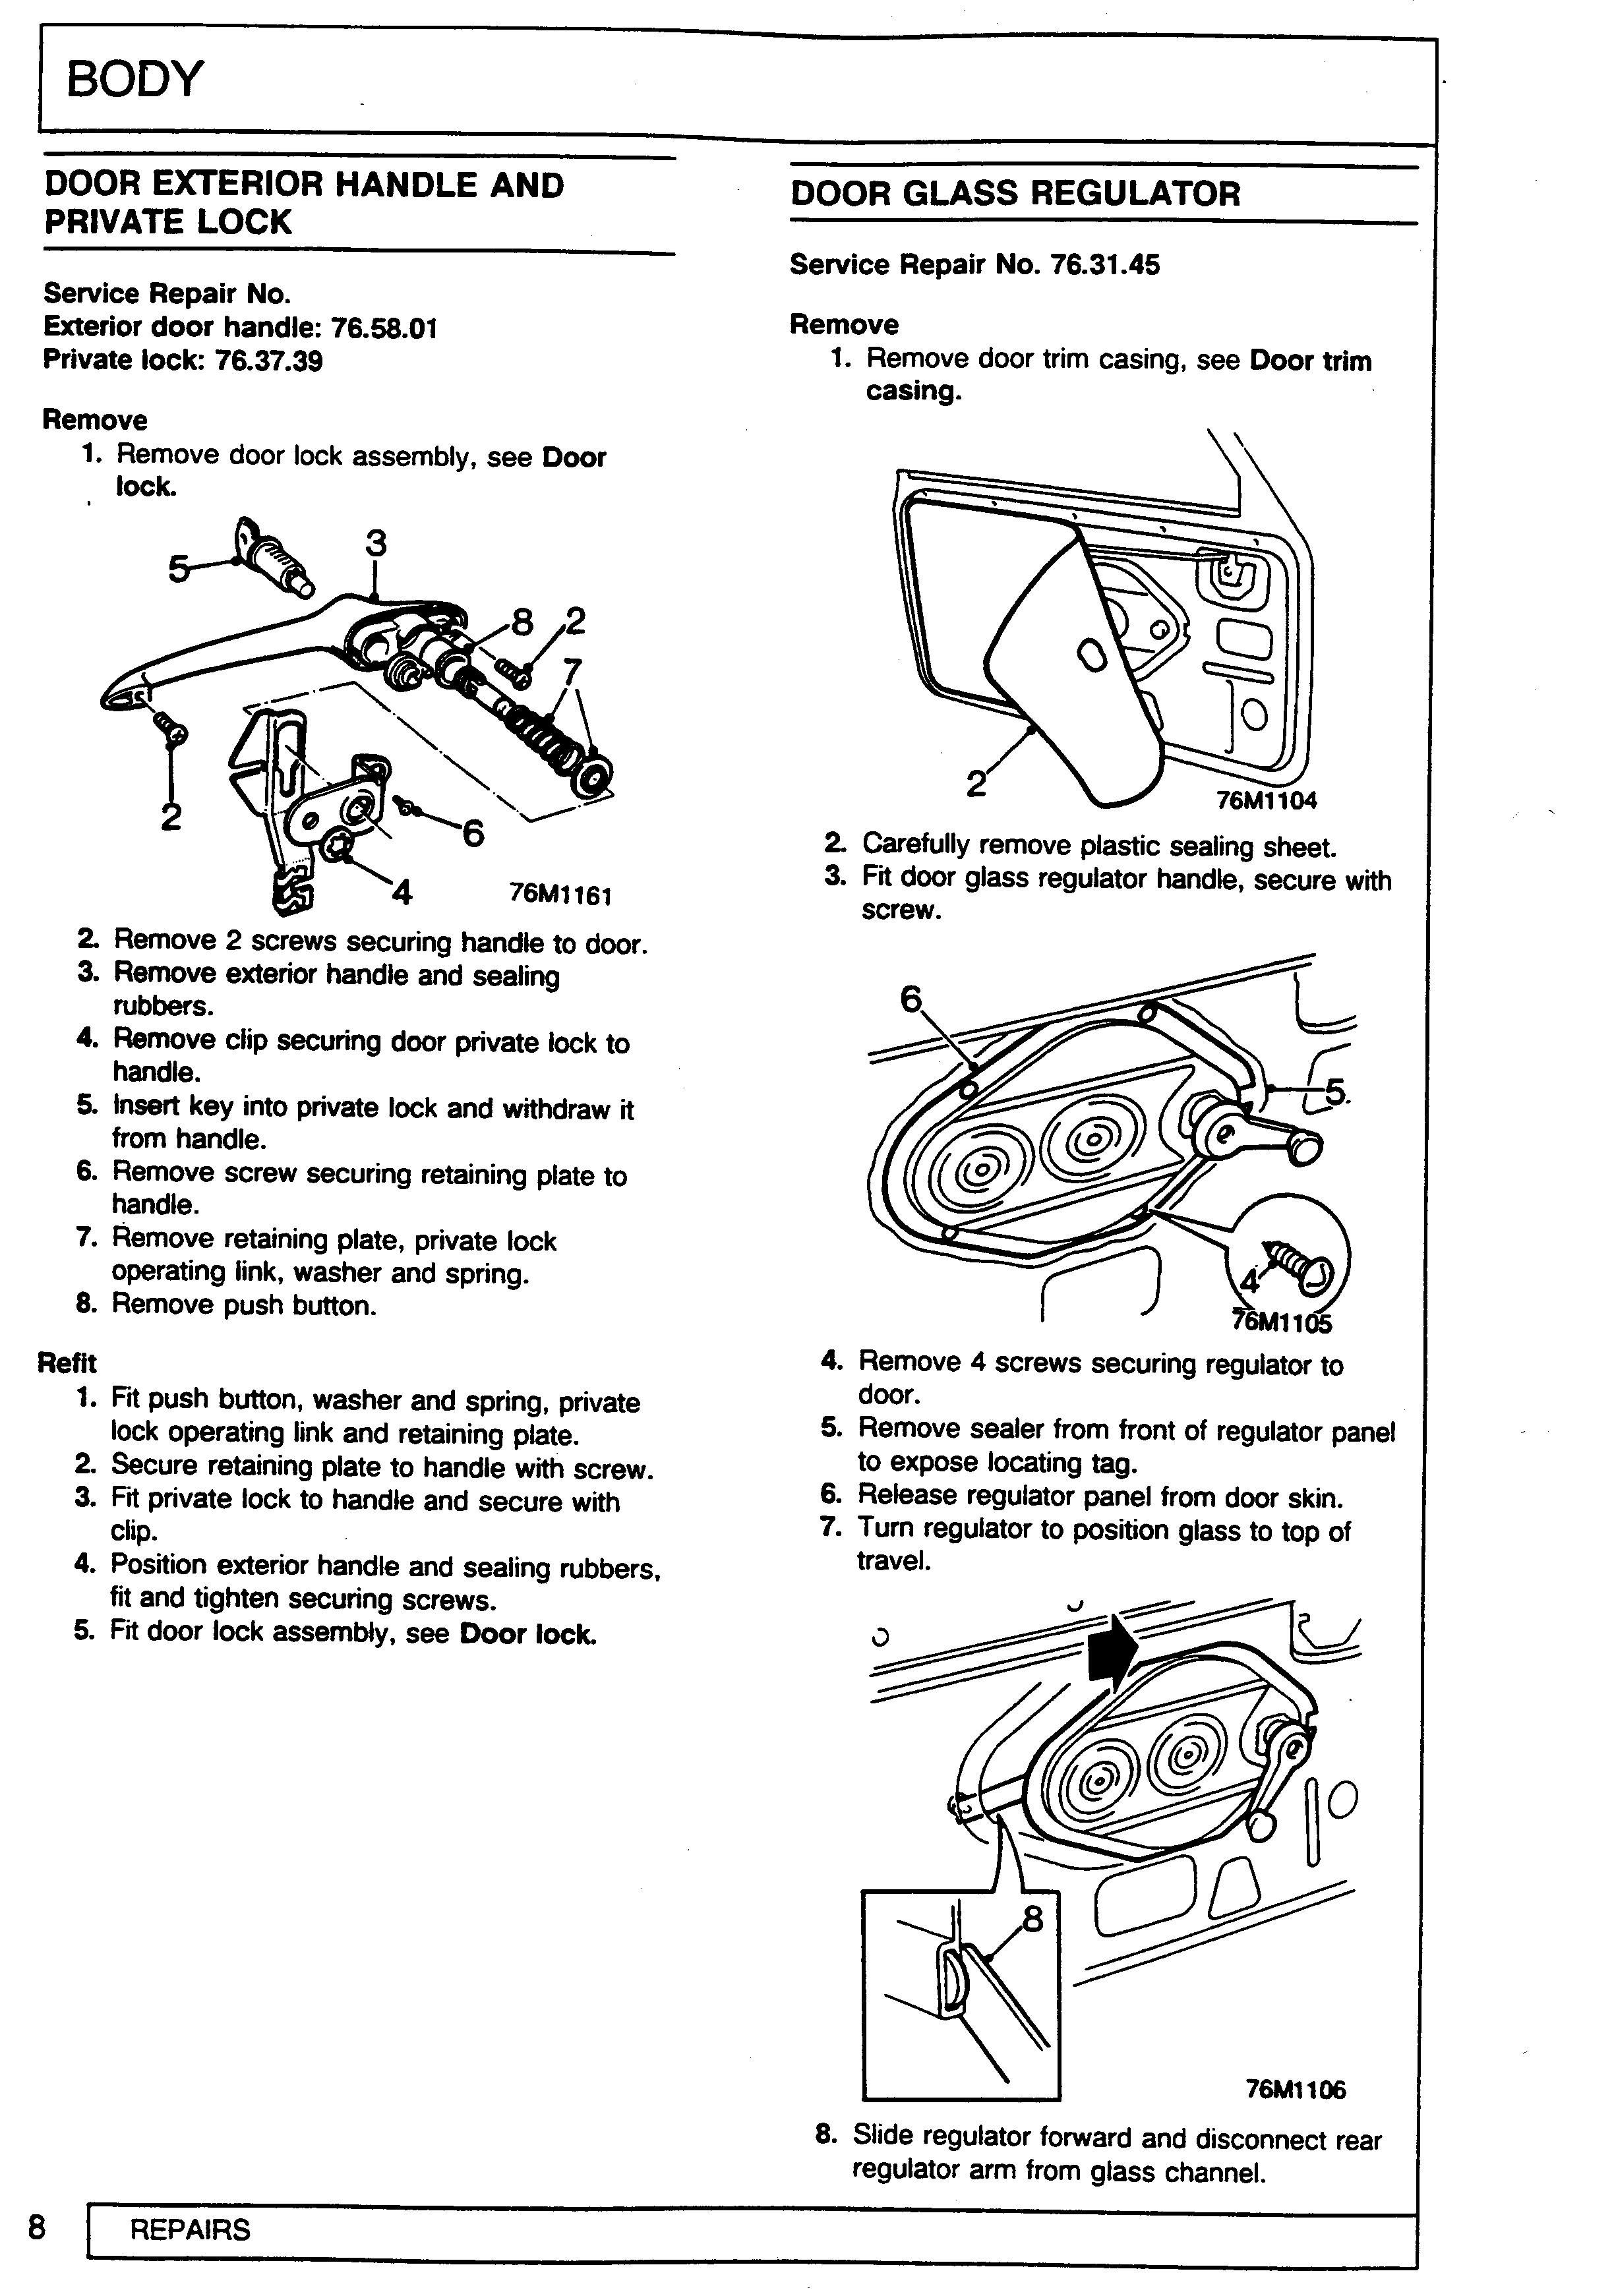 BODY
DOOR EXTERIOR HANDLE AND
PRIVATE LOCK
Service Repair No.
Exterior door handle: 76.58.01
Private lock: 76.37.39
Remove
1. Remove door lock assembly, see Door
lock.
5
3
8
2
7
2
6
4
76M1161
2. Remove 2 screws securing handle to door.
3. Remove exterior handle and sealing
rubbers.
4. Remove clip securing door private lock to
handle.
5. Insert key into private lock and withdraw it
from handle.
6. Remove screw securing retaining plate to
handle.
7. Remove retaining plate, private lock
operating link, washer and spring.
8. Remove push button.
Refit
1. Fit push button, washer and spring, private
lock operating link and retaining plate.
2. Secure retaining plate to handle with screw.
3. Fit private lock to handle and secure with
clip.
4. Position exterior handle and sealing rubbers,
fit and tighten securing screws.
5. Fit door lock assembly, see Door lock.
DOOR GLASS REGULATOR
Service Repair No. 76.31.45
Remove
1. Remove door trim casing, see Door trim
casing.
2
76M1104
2. Carefully remove plastic sealing sheet.
3. Fit door glass regulator handle, secure with
screw.
6
5
4
76M1105
4. Remove 4 screws securing regulator to
door.
5. Remove sealer from front of regulator panel
to expose locating tag.
6. Release regulator panel from door skin.
7. Turn regulator to position glass to top of
travel.
8
76M1106
8. Slide regulator forward and disconnect rear
regulator arm from glass channel.
8
REPAIRS